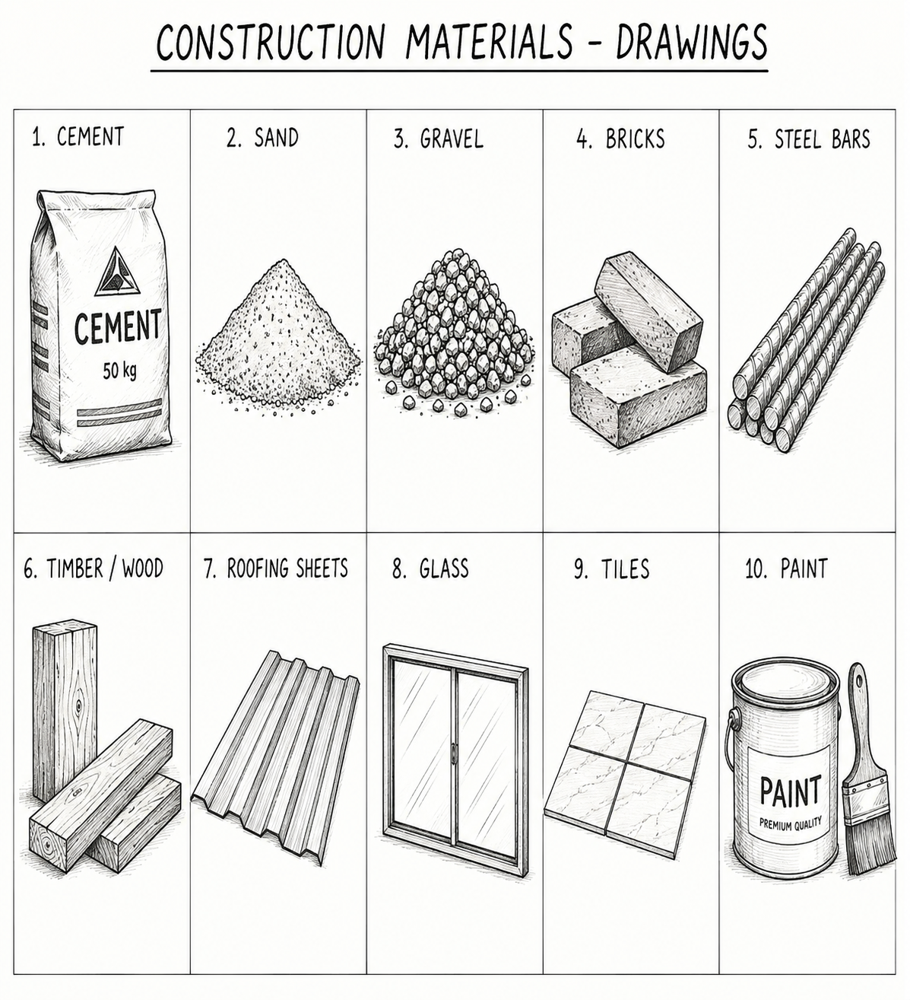 CONSTRUCTION MATERIALS - DRAWINGS
1. CEMENT
2. SAND
3. GRAVEL
4. BRICKS
5. STEEL BARS
CEMENT
50 kg
6. TIMBER / WOOD
7. ROOFING SHEETS
8. GLASS
9. TILES
10. PAINT
PAINT
PREMIUM QUALITY